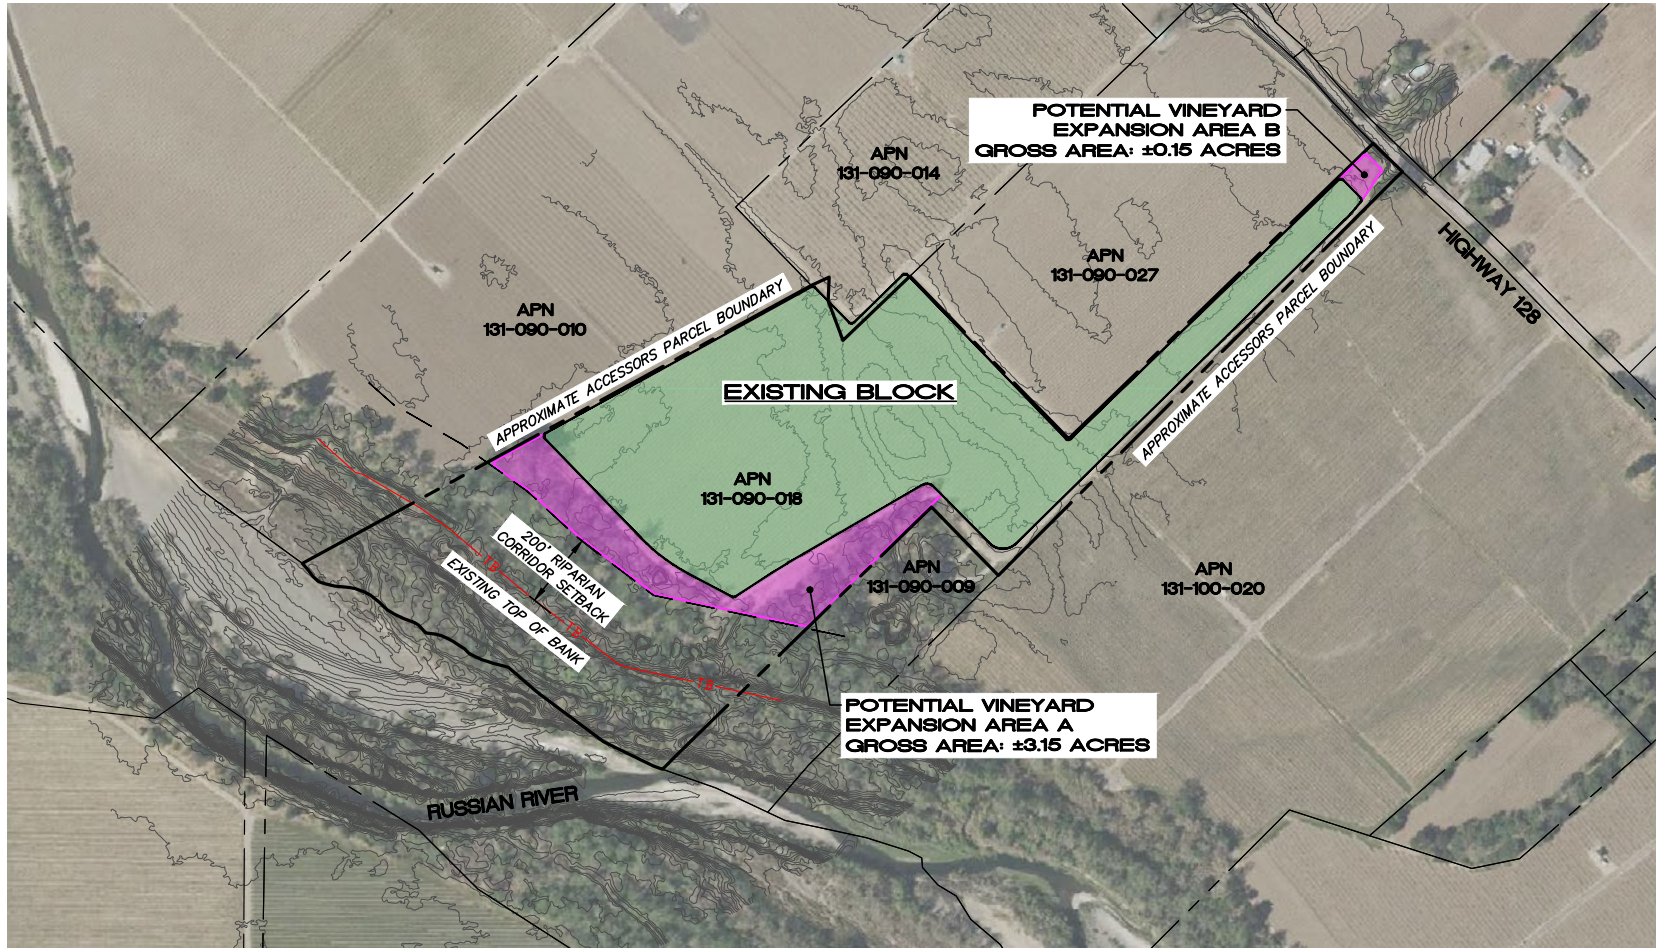 POTENTIAL VINEYARD
EXPANSION AREA B
GROSS AREA: ±0.15 ACRES
APN
131-090-014
APN
131-090-027
HIGHWAY 128
APN
131-090-010
APPROXIMATE ACCESSORS PARCEL BOUNDARY
APPROXIMATE ACCESSORS PARCEL BOUNDARY
EXISTING BLOCK
APN
131-090-018
200' RIPARIAN
CORRIDOR SETBACK
TB
EXISTING TOP OF BANK
TB
TB
APN
131-090-009
APN
131-100-020
POTENTIAL VINEYARD
EXPANSION AREA A
GROSS AREA: ±3.15 ACRES
RUSSIAN RIVER